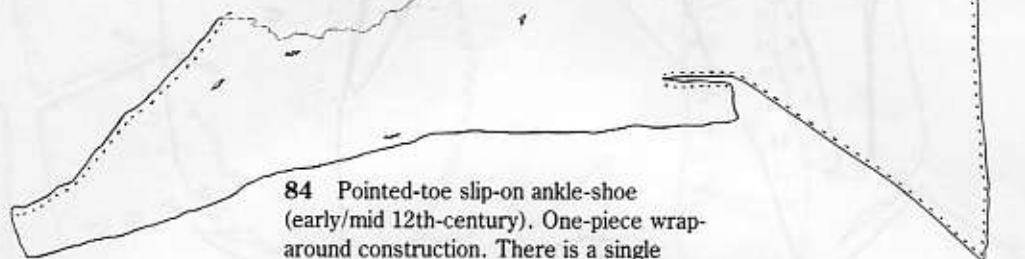 84 Pointed-toe slip-on ankle-shoe
(early/mid 12th-century). One-piece wrap-
around construction. There is a single